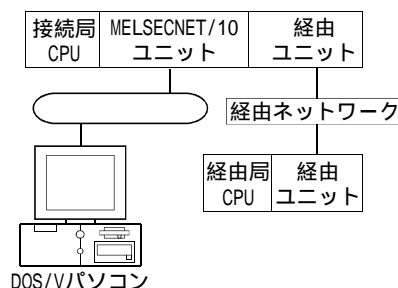 接続局
CPU
MELSECNET/10
ユニット
経由
ユニット
経由ネットワーク
経由局
CPU
経由
ユニット
DOS/Vパソコン